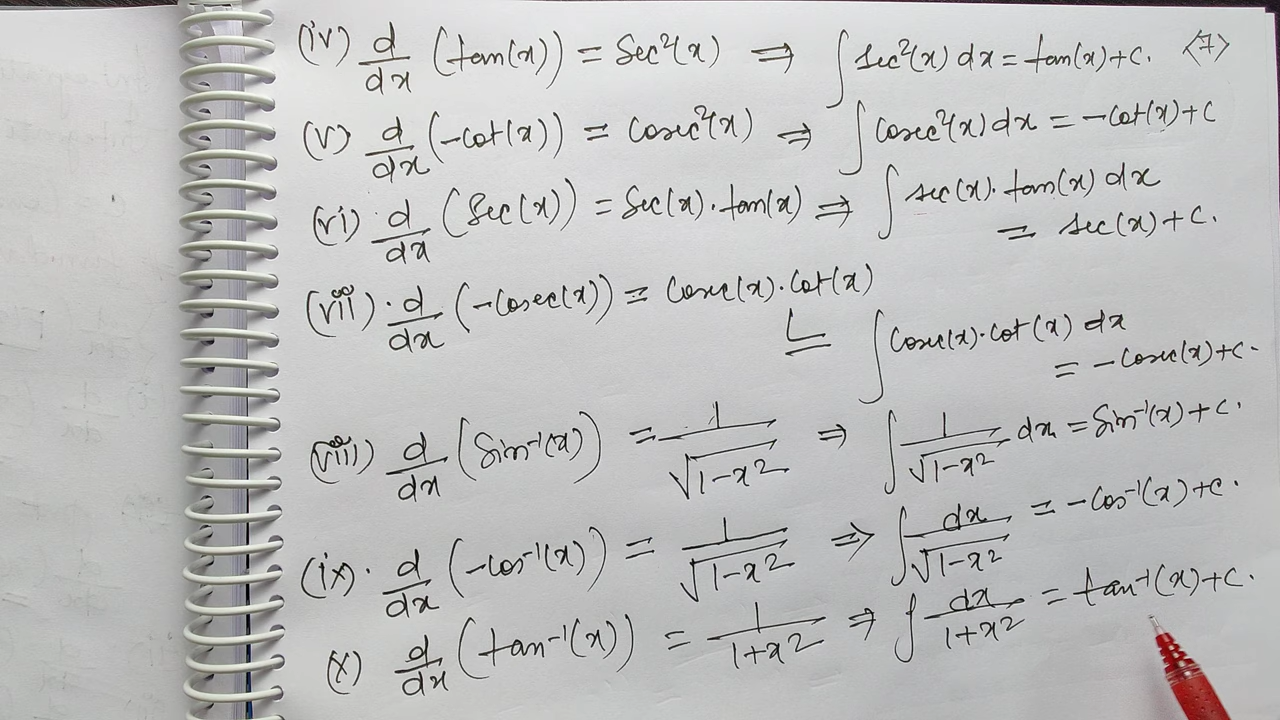 (iv) d/dx (tan(x)) = Sec²(x) ⇒ ∫ sec²(x) dx = tan(x)+c. <7>
(v) d/dx (-cot(x)) = Cosec²(x) ⇒ ∫ Cosec²(x) dx = -cot(x)+c
(vi) d/dx (Sec(x)) = Sec(x)·tan(x) ⇒ ∫ sec(x)·tan(x) dx
= sec(x)+c.
(vii)· d/dx (-Cosec(x)) = Cosec(x)·Cot(x)
∫ Cosec(x)·Cot(x) dx
= -Cosec(x)+c.
(viii) d/dx (Sin⁻¹(x)) = 1/√1-x² ⇒ ∫ 1/√1-x² dx = Sin⁻¹(x)+c.
(ix)· d/dx (-Cos⁻¹(x)) = 1/√1-x² ⇒ ∫ dx/√1-x² = -Cos⁻¹(x)+c.
(x) d/dx (tan⁻¹(x)) = 1/1+x² ⇒ ∫ dx/1+x² = tan⁻¹(x)+c.